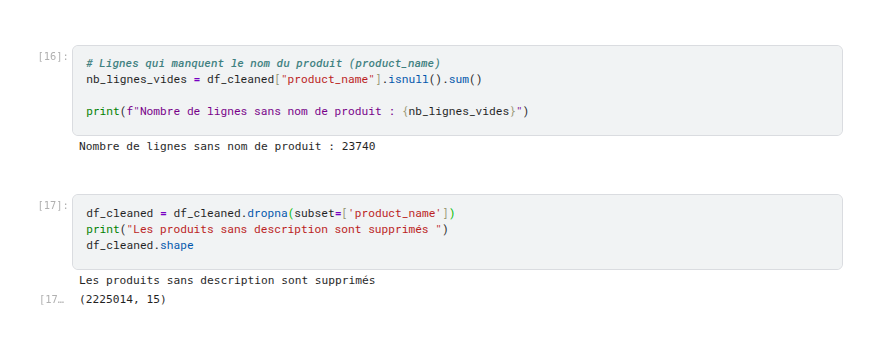 [16]:
# Lignes qui manquent le nom du produit (product_name)
nb_lignes_vides = df_cleaned["product_name"].isnull().sum()
print(f"Nombre de lignes sans nom de produit : {nb_lignes_vides}")
Nombre de lignes sans nom de produit : 23740
[17]:
df_cleaned = df_cleaned.dropna(subset=['product_name'])
print("Les produits sans description sont supprimés ")
df_cleaned.shape
Les produits sans description sont supprimés
[17… (2225014, 15)